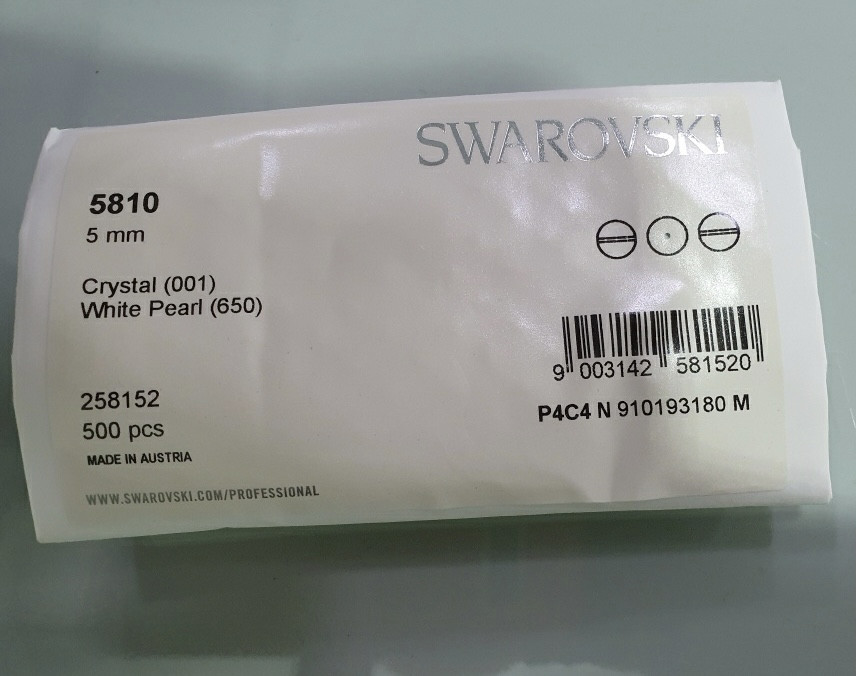 SWAROVSKI
5810
5 mm
Crystal (001)
White Pearl (650)
9 003142 581520
258152
500 pcs
P4C4 N 910193180 M
MADE IN AUSTRIA
WWW.SWAROVSKI.COM/PROFESSIONAL